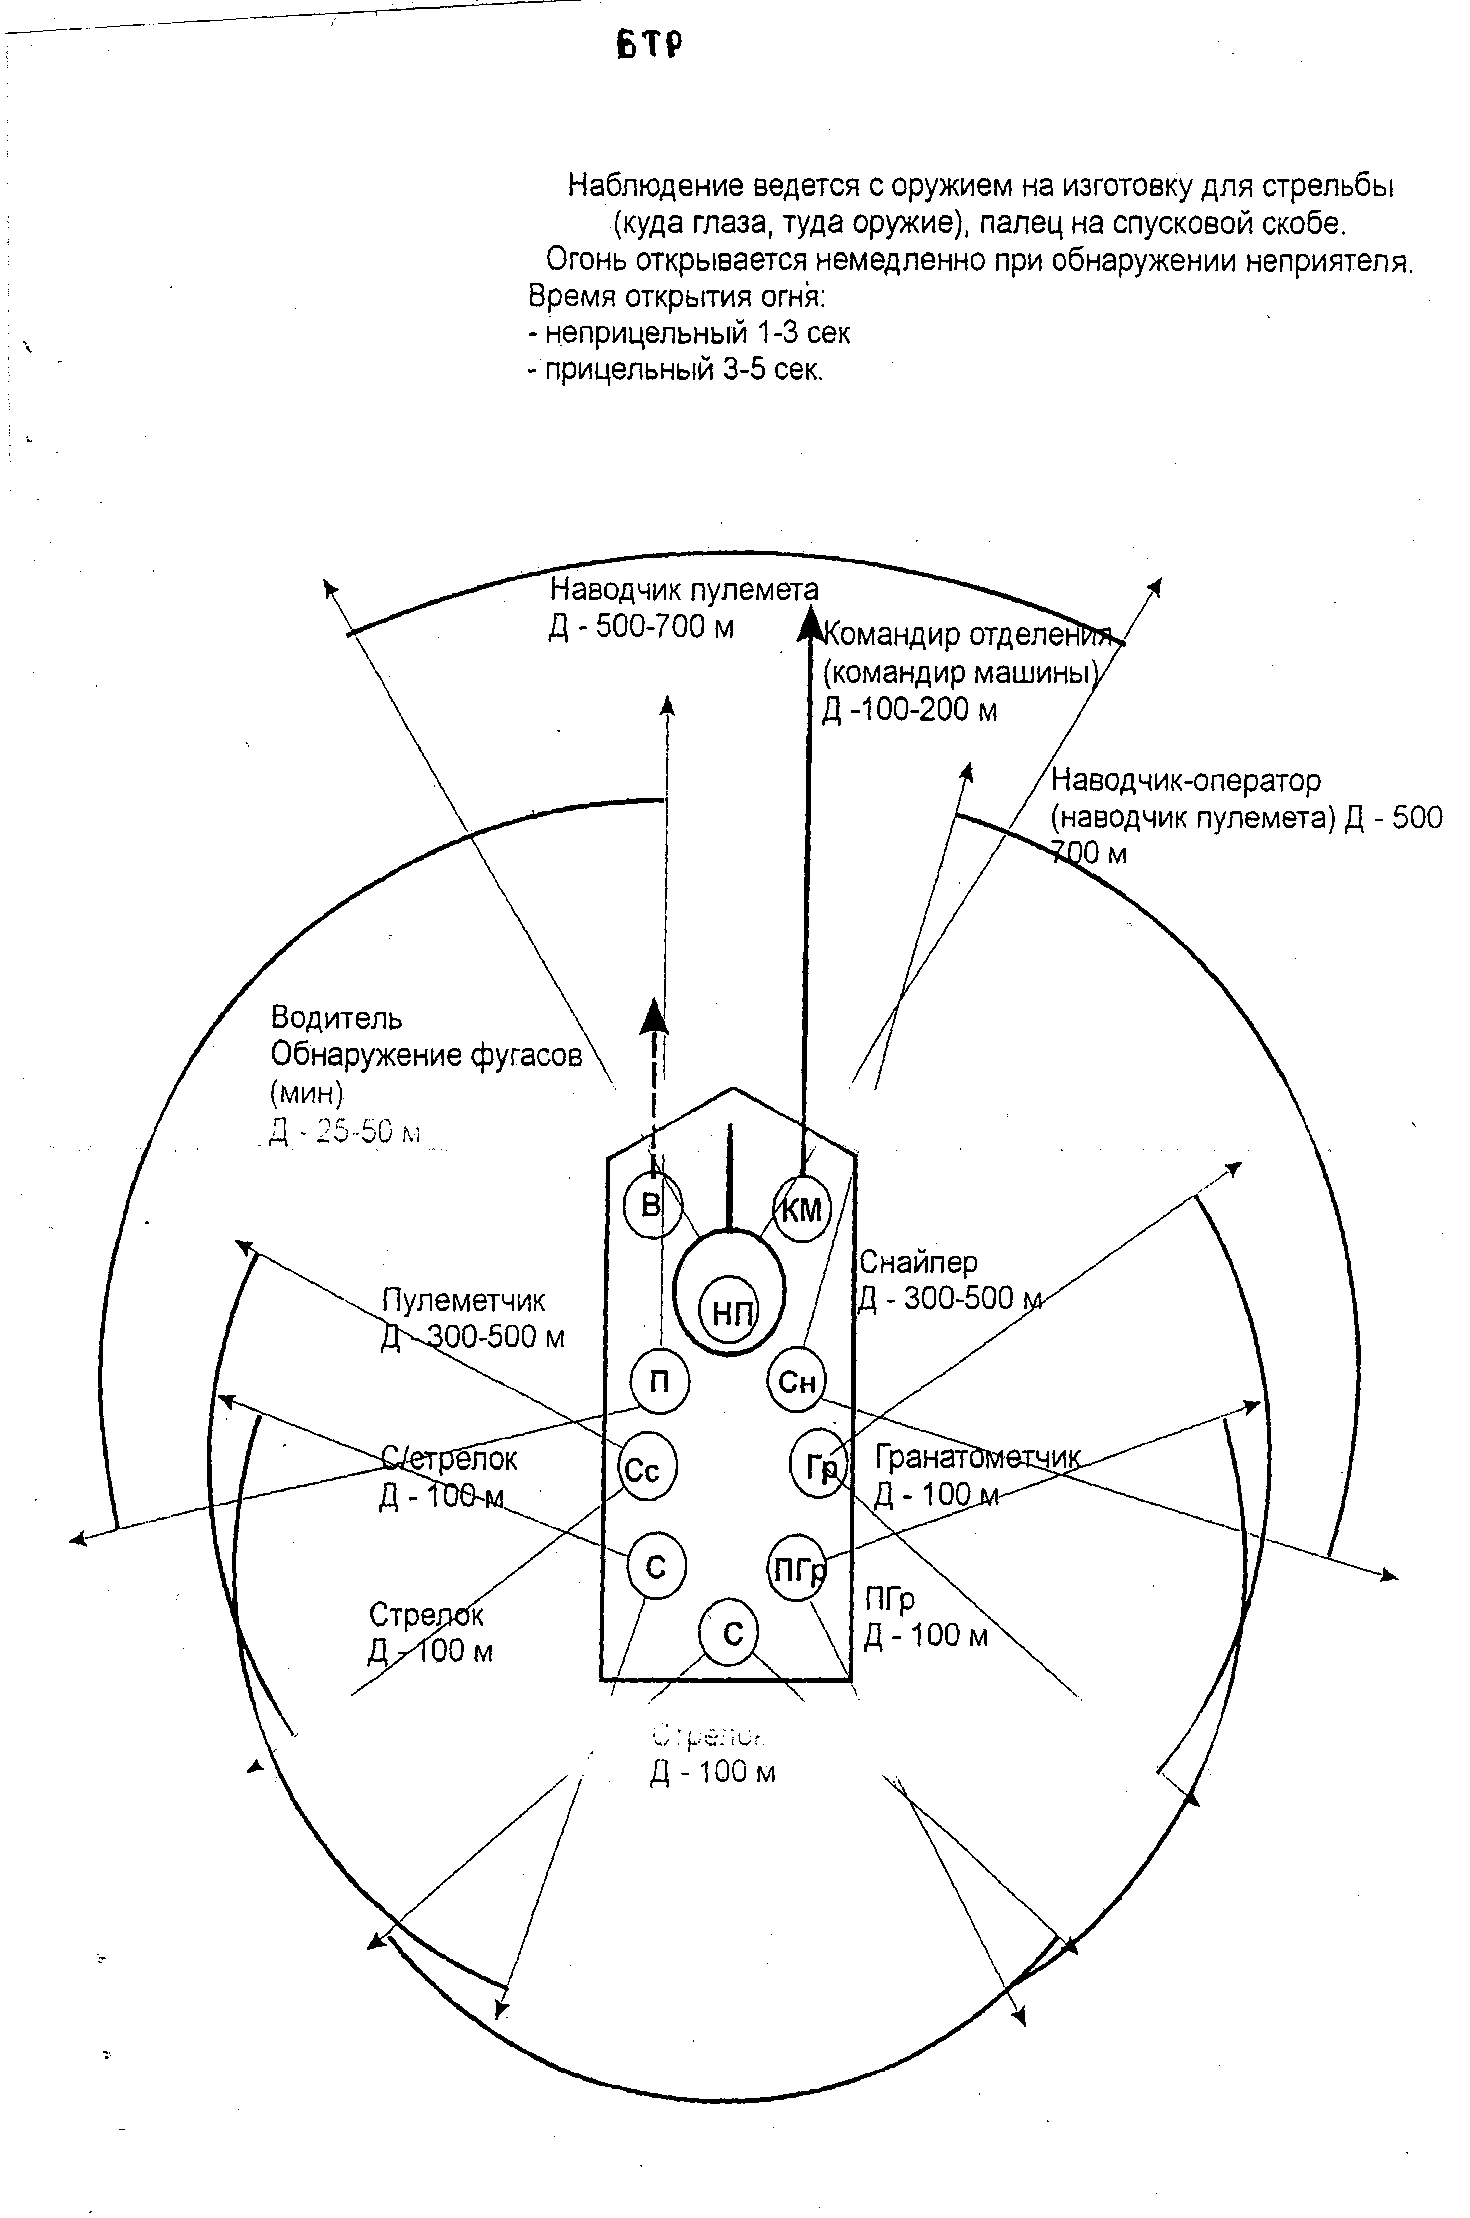 БТР
Наблюдение ведется с оружием на изготовку для стрельбы
(куда глаза, туда оружие), палец на спусковой скобе.
Огонь открывается немедленно при обнаружении неприятеля.
Время открытия огня:
- неприцельный 1-3 сек
- прицельный 3-5 сек.
Наводчик пулемета
Д - 500-700 м
Командир отделения
(командир машины)
Д -100-200 м
Наводчик-оператор
(наводчик пулемета) Д - 500
700 м
Водитель
Обнаружение фугасов
(мин)
Д - 25-50 м
В
КМ
НП
Снайпер
Д - 300-500 м
Пулеметчик
Д - 300-500 м
П
Сн
С/стрелок
Д - 100 м
Сс
Гр
Гранатометчик
Д - 100 м
С
ПГр
ПГр
Д - 100 м
Стрелок
Д - 100 м
С
Стрелок
Д - 100 м